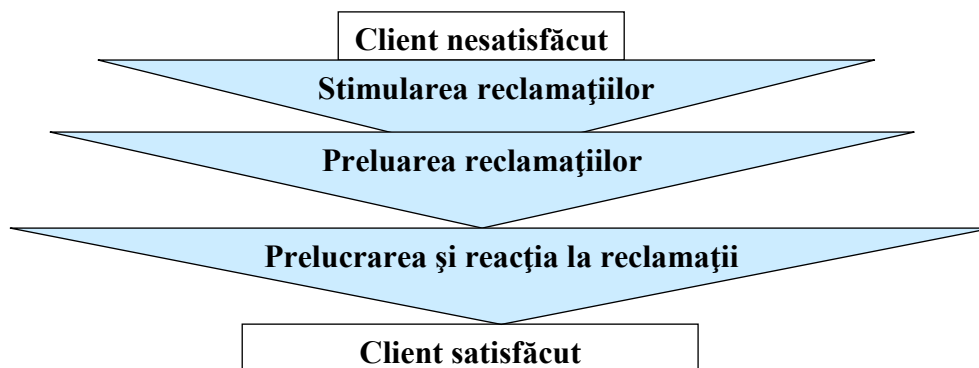 Client nesatisfăcut
Stimularea reclamaţiilor
Preluarea reclamaţiilor
Prelucrarea şi reacţia la reclamaţii
Client satisfăcut